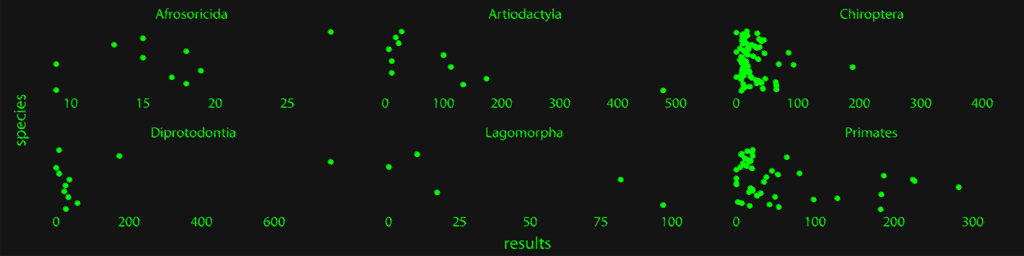 Afrosoricida Artiodactyla Chiroptera
10 15 20 25 0 100 200 300 400 500 0 100 200 300 400
species
Diprotodontia Lagomorpha Primates
0 200 400 600 0 25 50 75 100 0 100 200 300
results